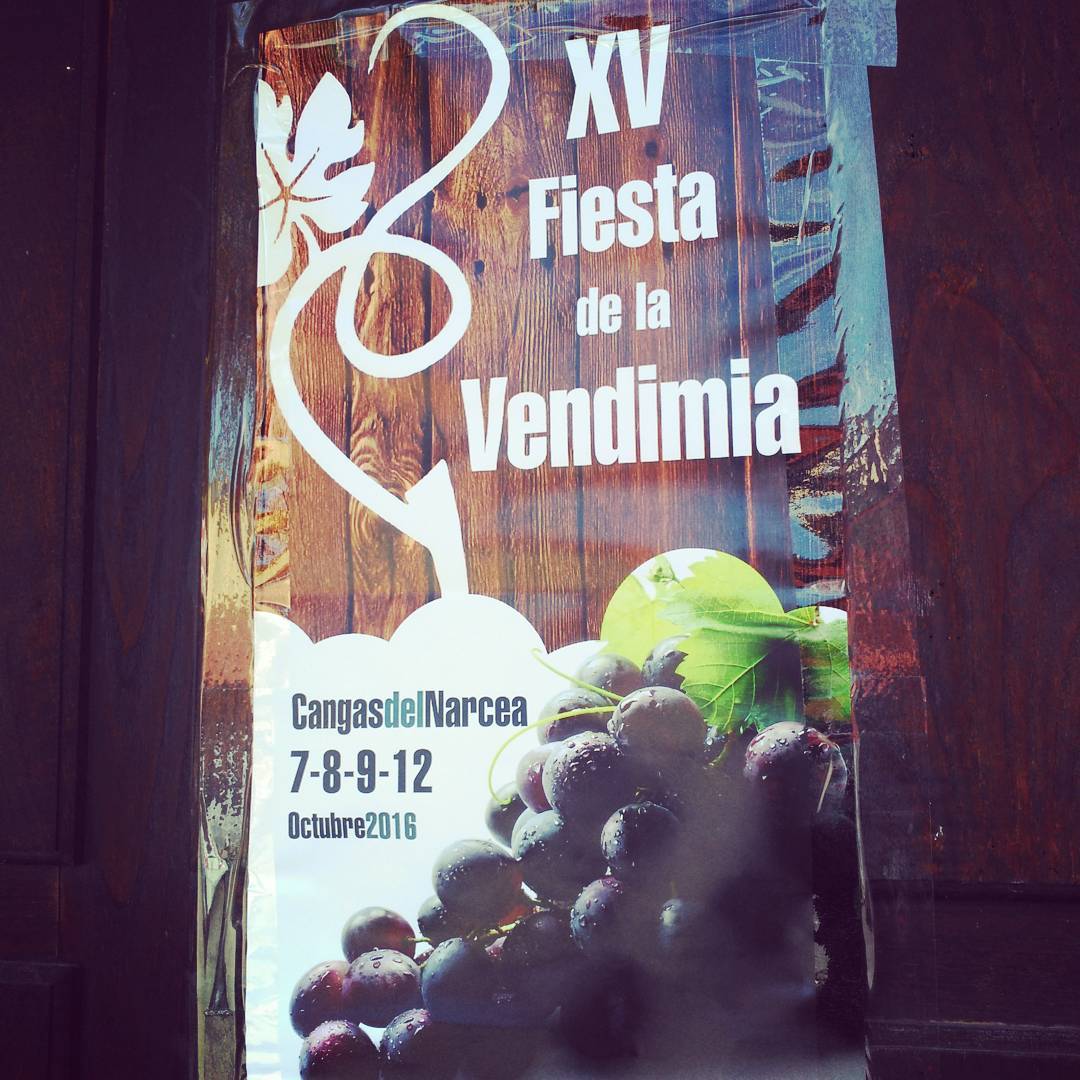 XV
Fiesta
de la
Vendimia
CangasdelNarcea
7-8-9-12
Octubre2016